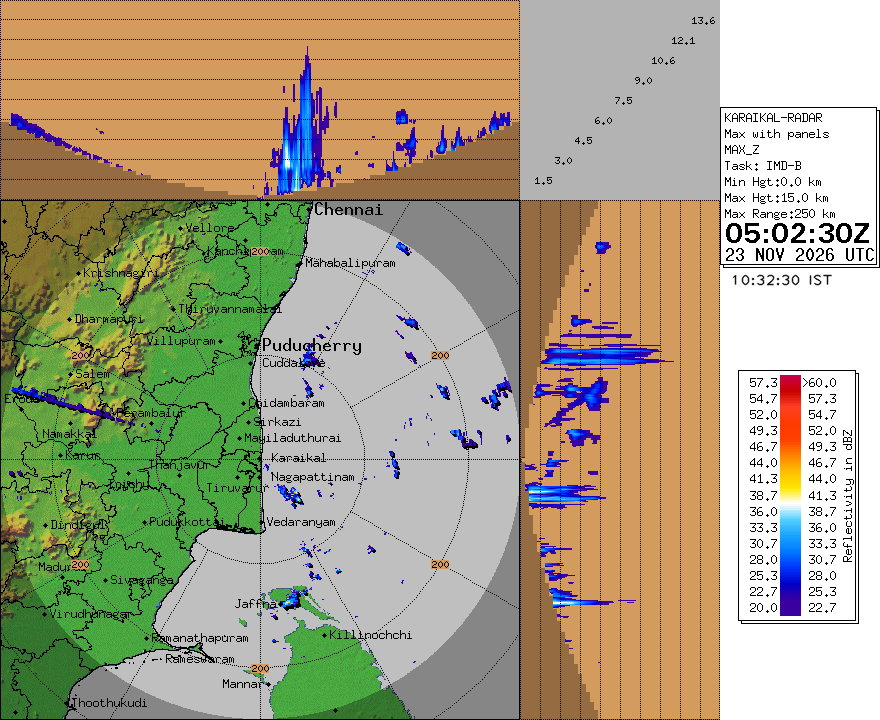 13.6
12.1
10.6
9.0
7.5
6.0
4.5
3.0
1.5
KARAIKAL-RADAR
Max with panels
MAX_Z
Task: IMD-B
Min Hgt:0.0 km
Max Hgt:15.0 km
Max Range:250 km
05:02:30Z
23 NOV 2026 UTC
10:32:30 IST
Chennai
Vellore
200
Mahabalipuram
Krishnagiri
Thiruvannamalai
Dharmapuri
Villupuram
Puducherry
200
200
Cuddalore
Salem
Perambalur
Chidambaram
Sirkazi
Namakkal
Mayiladuthurai
Karur
Thanjavur
Karaikal
Nagapattinam
Tiruvarur
Dindigul
Pudukkottai
Vedaranyam
200
200
Sivaganga
Jaffna
Virudhunagar
Ramanathapuram
Killinochchi
Rameswaram
200
Mannar
Thoothukudi
57.3 >60.0
54.7 57.3
52.0 54.7
49.3 52.0
46.7 49.3
44.0 46.7
41.3 44.0
38.7 41.3
36.0 38.7
33.3 36.0
30.7 33.3
28.0 30.7
25.3 28.0
22.7 25.3
20.0 22.7
Reflectivity in dBZ